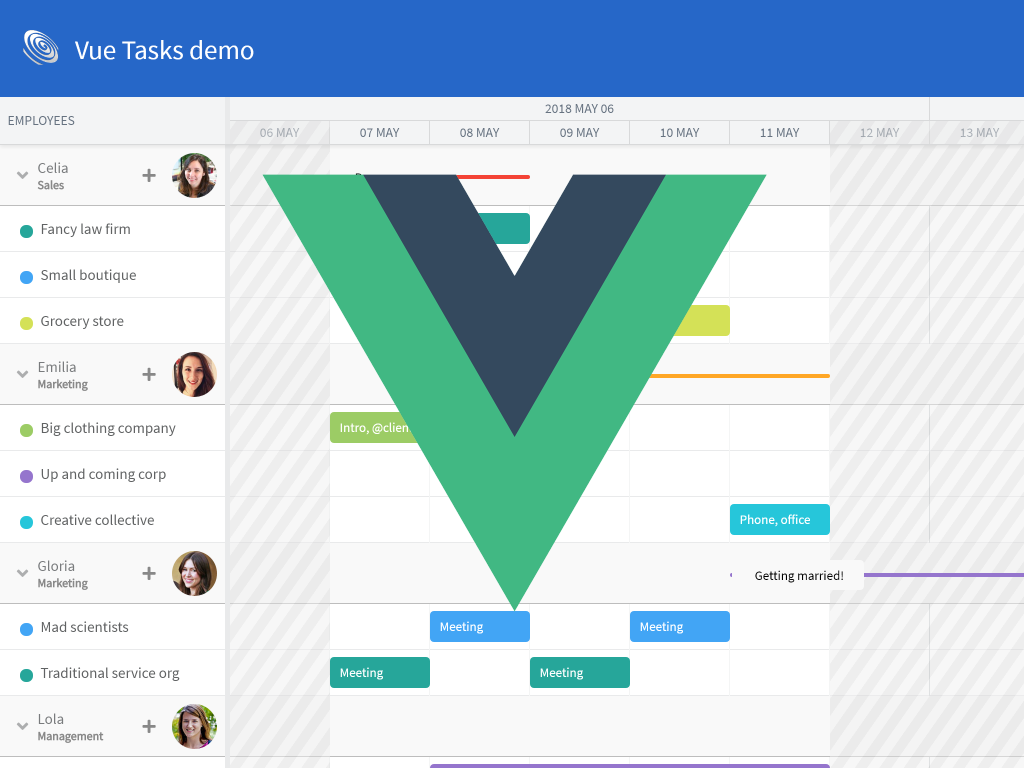 Vue Tasks demo
EMPLOYEES
2018 MAY 06
06 MAY
07 MAY
08 MAY
09 MAY
10 MAY
11 MAY
12 MAY
13 MAY
Celia
Sales
Fancy law firm
Small boutique
Grocery store
Emilia
Marketing
Big clothing company
Intro, @clien
Up and coming corp
Creative collective
Phone, office
Gloria
Marketing
Getting married!
Mad scientists
Meeting
Meeting
Traditional service org
Meeting
Meeting
Lola
Management